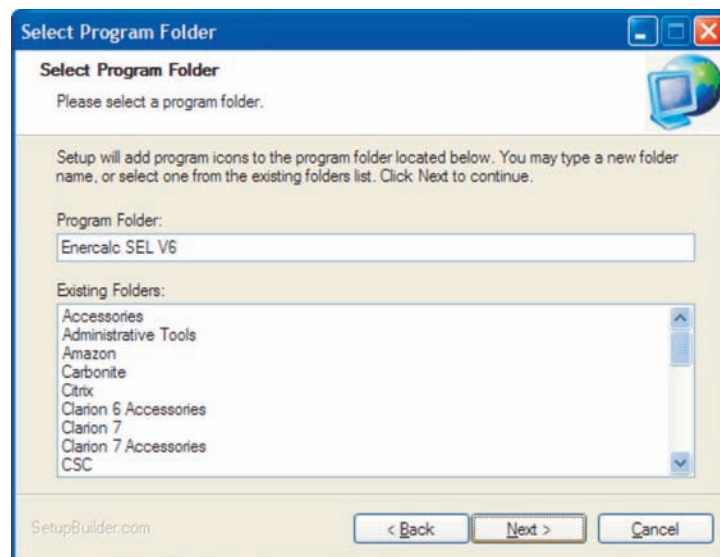 Select Program Folder
Select Program Folder
Please select a program folder.
Setup will add program icons to the program folder located below. You may type a new folder
name, or select one from the existing folders list. Click Next to continue.
Program Folder:
Enercalc SEL V6
Existing Folders:
Accessories
Administrative Tools
Amazon
Carbonite
Citrix
Clarion 6 Accessories
Clarion 7
Clarion 7 Accessories
CSC
SetupBuilder.com
< Back
Next >
Cancel